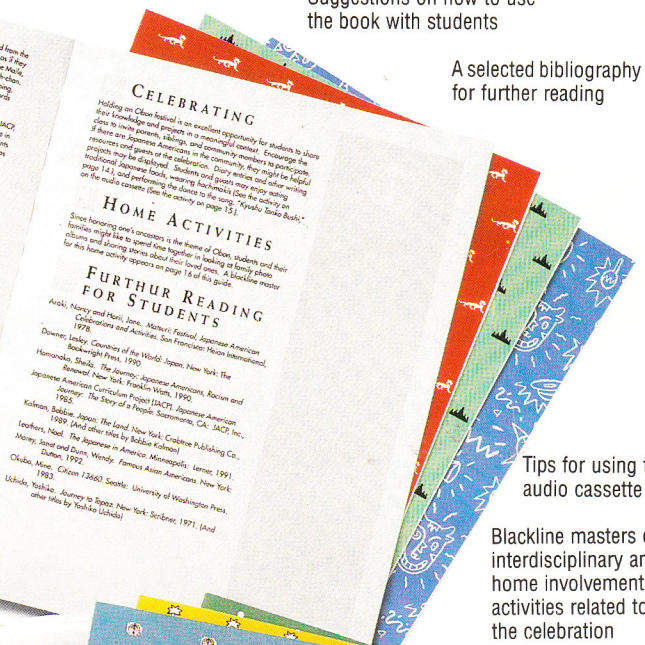 Suggestions on how to use
the book with students
A selected bibliography
for further reading
d from the
as if they
e Maile,
h-chan.
ping,
ords
JACP,
e in
nts
as
CELEBRATING
Holding an Obon festival is an excellent opportunity for students to share
their knowledge and projects in a meaningful context. Encourage the
class to invite parents, siblings, and community members to participate.
If there are Japanese Americans in the community, they might be helpful
resources and guests at the celebration. Diary entries and other writing
projects may be displayed. Students and guests may enjoy eating
traditional Japanese foods, wearing hachimakis (See the activity on
page 14.), and performing the dance to the song, "Kyushu Tanko Bushi,"
on the audio cassette (See the activity on page 15.).
HOME ACTIVITIES
Since honoring one's ancestors is the theme of Obon, students and their
families might like to spend time together in looking at family photo
albums and sharing stories about their loved ones. A blackline master
for this home activity appears on page 16 of this guide.
FURTHUR READING
FOR STUDENTS
Araki, Nancy and Horii, Jane. Matsuri: Festival, Japanese American
Celebrations and Activities. San Francisco: Heian International,
1978.
Downer, Lesley. Countries of the World: Japan. New York: The
Bookwright Press, 1990.
Hamanaka, Sheila. The Journey: Japanese Americans, Racism and
Renewal. New York: Franklin Watts, 1990.
Japanese American Curriculum Project (JACP). Japanese American
Journey: The Story of a People. Sacramento, CA: JACP, Inc.,
1985.
Kalman, Bobbie. Japan: The Land. New York: Crabtree Publishing Co.,
1989. (And other titles by Bobbie Kalman)
Leathers, Noel. The Japanese in America. Minneapolis: Lerner, 1991.
Morey, Janet and Dunn, Wendy. Famous Asian Americans. New York:
Dutton, 1992.
Okubo, Mine. Citizen 13660. Seattle: University of Washington Press,
1983.
Uchida, Yoshiko. Journey to Topaz. New York: Scribner, 1971. (And
other titles by Yoshiko Uchida)
Tips for using
audio cassette
Blackline masters
interdisciplinary
home involvement
activities related to
the celebration